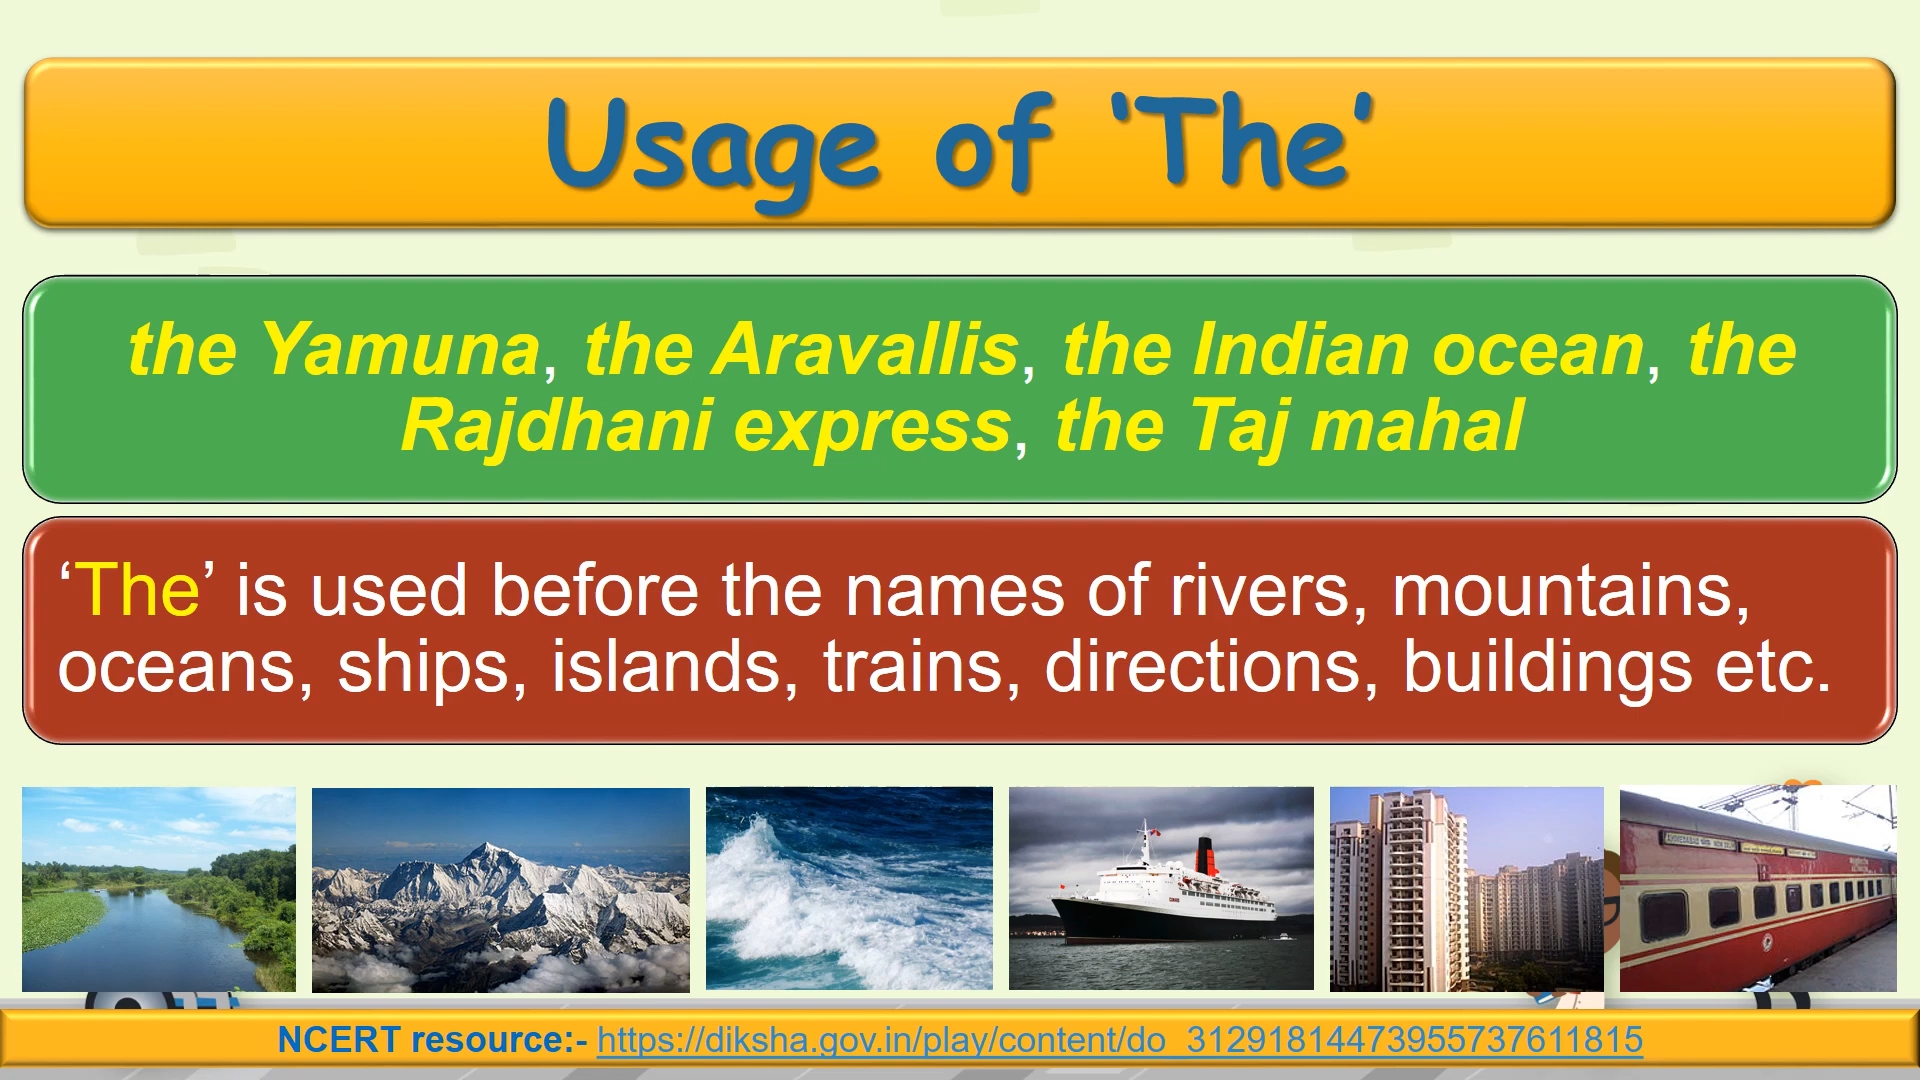 Usage of ‘The’
the Yamuna, the Aravallis, the Indian ocean, the
Rajdhani express, the Taj mahal
‘The’ is used before the names of rivers, mountains,
oceans, ships, islands, trains, directions, buildings etc.
NCERT resource:- https://diksha.gov.in/play/content/do_31291814473955737611815